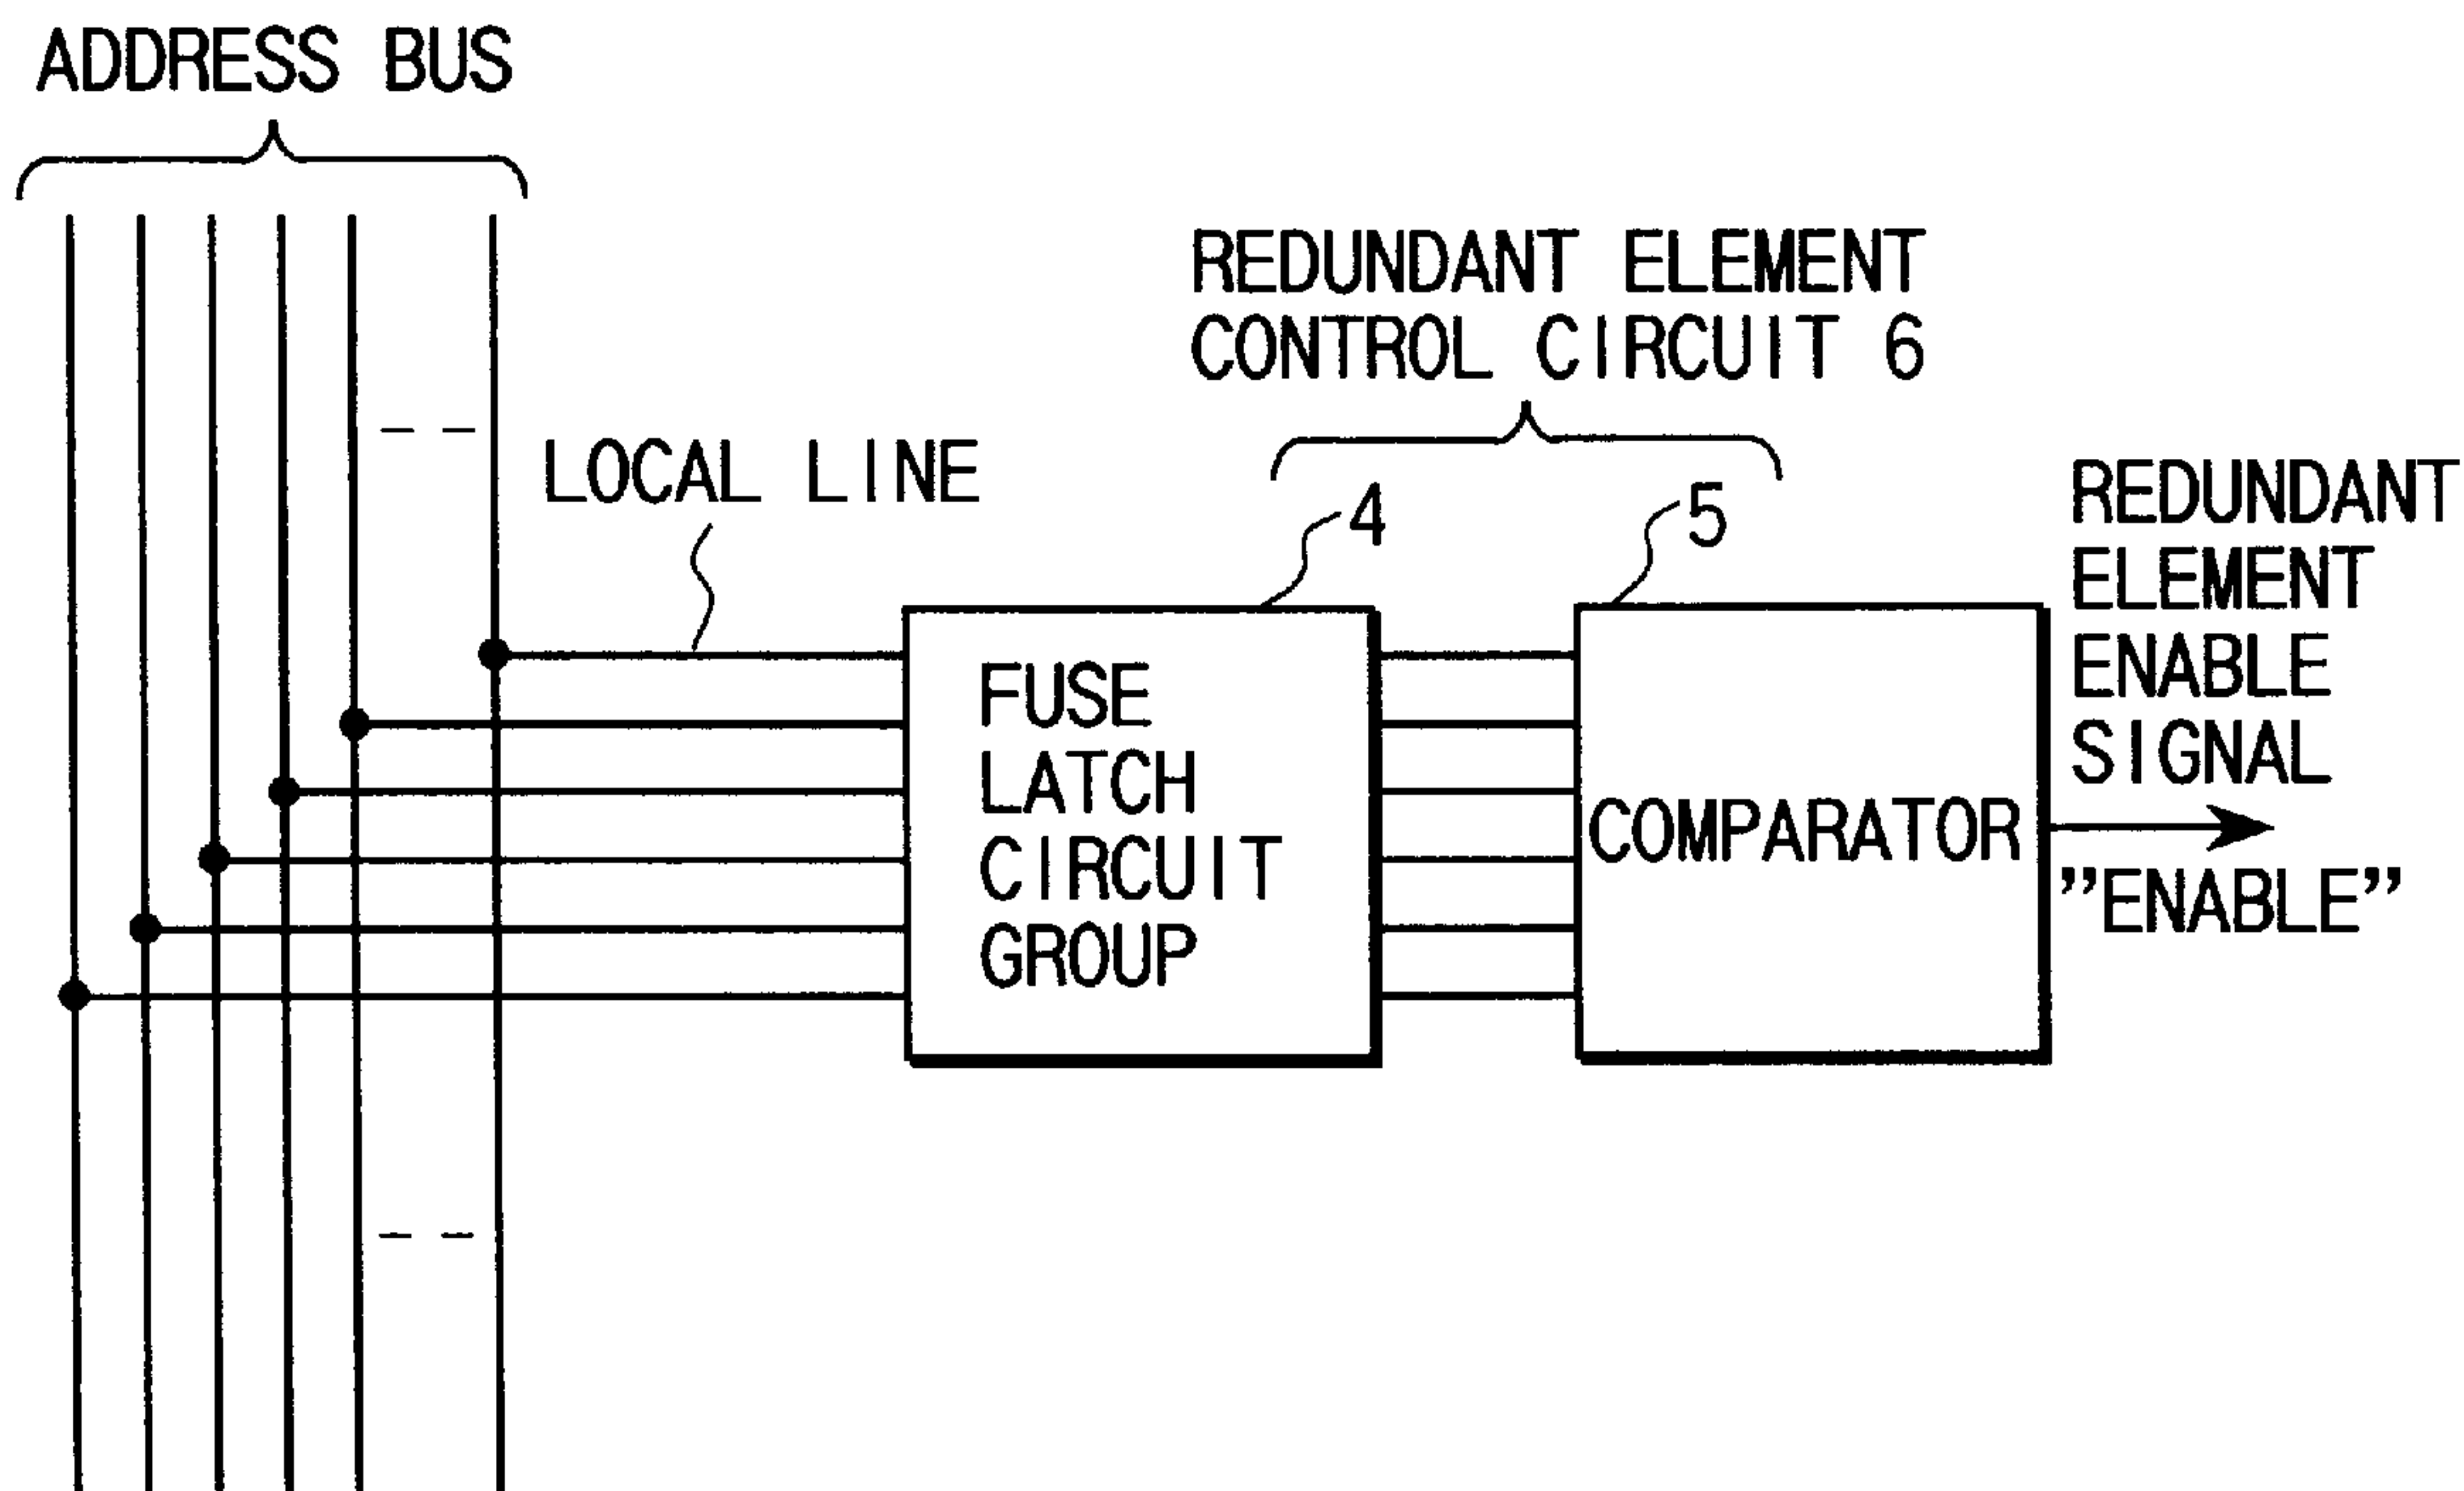 ADDRESS BUS
REDUNDANT ELEMENT
CONTROL CIRCUIT 6
LOCAL LINE
4
5
REDUNDANT
ELEMENT
ENABLE
SIGNAL
FUSE
LATCH
CIRCUIT
GROUP
COMPARATOR
"ENABLE"